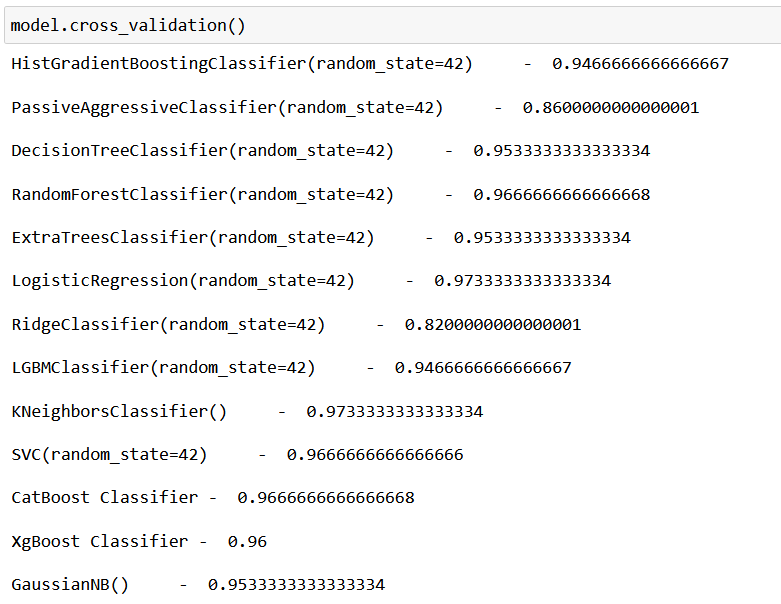 model.cross_validation()
HistGradientBoostingClassifier(random_state=42) - 0.9466666666666667
PassiveAggressiveClassifier(random_state=42) - 0.8600000000000001
DecisionTreeClassifier(random_state=42) - 0.9533333333333334
RandomForestClassifier(random_state=42) - 0.9666666666666668
ExtraTreesClassifier(random_state=42) - 0.9533333333333334
LogisticRegression(random_state=42) - 0.9733333333333334
RidgeClassifier(random_state=42) - 0.8200000000000001
LGBMClassifier(random_state=42) - 0.9466666666666667
KNeighborsClassifier() - 0.9733333333333334
SVC(random_state=42) - 0.9666666666666666
CatBoost Classifier - 0.9666666666666668
XgBoost Classifier - 0.96
GaussianNB() - 0.9533333333333334